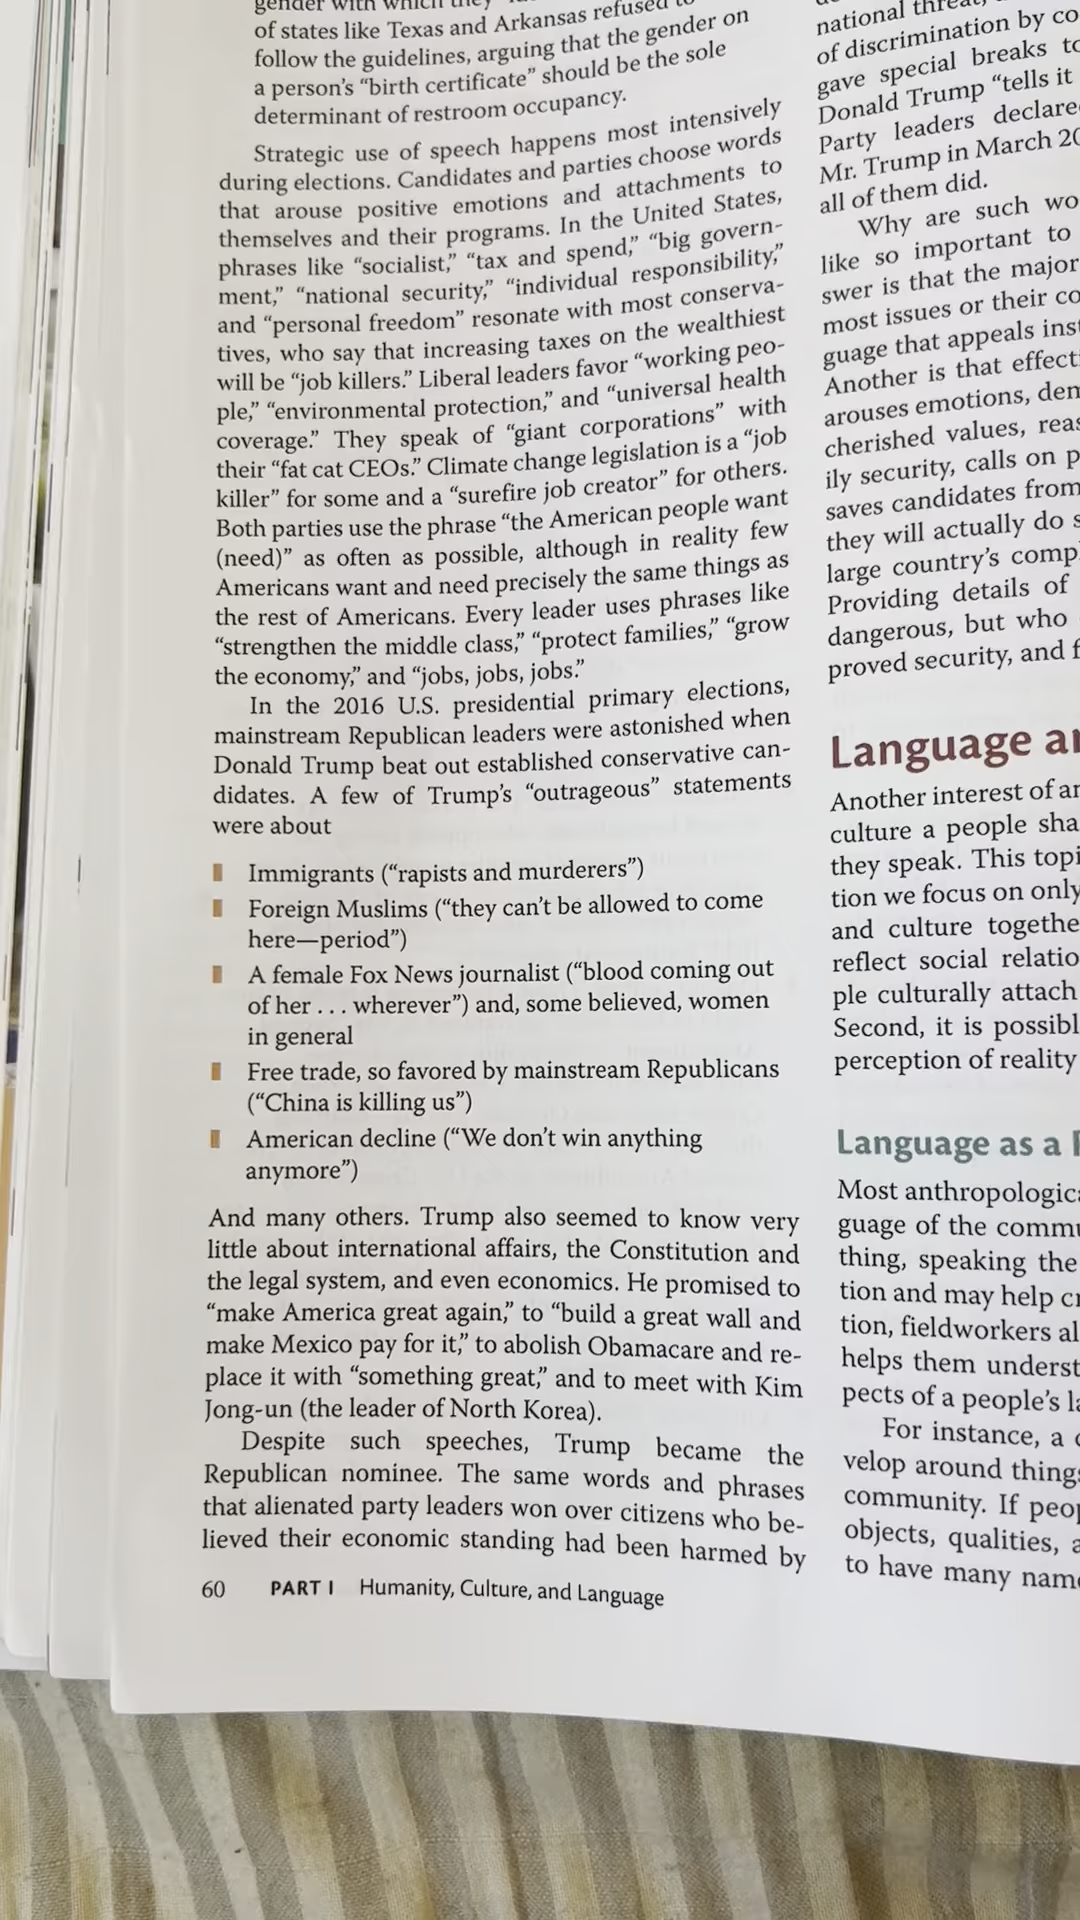 gender with which they
of states like Texas and Arkansas refused to
follow the guidelines, arguing that the gender on
a person's “birth certificate” should be the sole
determinant of restroom occupancy.
Strategic use of speech happens most intensively
during elections. Candidates and parties choose words
that arouse positive emotions and attachments to
themselves and their programs. In the United States,
phrases like “socialist,” “tax and spend,” “big govern-
ment,” “national security,” “individual responsibility,”
and “personal freedom” resonate with most conserva-
tives, who say that increasing taxes on the wealthiest
will be “job killers.” Liberal leaders favor “working peo-
ple,” “environmental protection,” and “universal health
coverage.” They speak of “giant corporations” with
their “fat cat CEOs.” Climate change legislation is a “job
killer” for some and a “surefire job creator” for others.
Both parties use the phrase “the American people want
(need)” as often as possible, although in reality few
Americans want and need precisely the same things as
the rest of Americans. Every leader uses phrases like
“strengthen the middle class,” “protect families,” “grow
the economy,” and “jobs, jobs, jobs.”
In the 2016 U.S. presidential primary elections,
mainstream Republican leaders were astonished when
Donald Trump beat out established conservative can-
didates. A few of Trump's “outrageous” statements
were about
Immigrants (“rapists and murderers”)
Foreign Muslims (“they can't be allowed to come
here—period”)
A female Fox News journalist (“blood coming out
of her . . . wherever”) and, some believed, women
in general
Free trade, so favored by mainstream Republicans
(“China is killing us”)
American decline (“We don't win anything
anymore”)
And many others. Trump also seemed to know very
little about international affairs, the Constitution and
the legal system, and even economics. He promised to
“make America great again,” to “build a great wall and
make Mexico pay for it,” to abolish Obamacare and re-
place it with “something great,” and to meet with Kim
Jong-un (the leader of North Korea).
Despite such speeches, Trump became the
Republican nominee. The same words and phrases
that alienated party leaders won over citizens who be-
lieved their economic standing had been harmed by
60 PART I Humanity, Culture, and Language
national threat,
of discrimination by co
gave special breaks to
Donald Trump “tells it
Party leaders declare
Mr. Trump in March 20
all of them did.
Why are such wo
like so important to
swer is that the major
most issues or their co
guage that appeals inst
Another is that effecti
arouses emotions, dem
cherished values, reas
ily security, calls on p
saves candidates from
they will actually do s
large country's comp
Providing details of
dangerous, but who
proved security, and f
Language an
Another interest of an
culture a people sha
they speak. This topi
tion we focus on only
and culture togethe
reflect social relatio
ple culturally attach
Second, it is possibl
perception of reality
Language as a
Most anthropologica
guage of the commu
thing, speaking the
tion and may help cr
tion, fieldworkers al
helps them underst
pects of a people's la
For instance, a c
velop around things
community. If peop
objects, qualities, a
to have many name